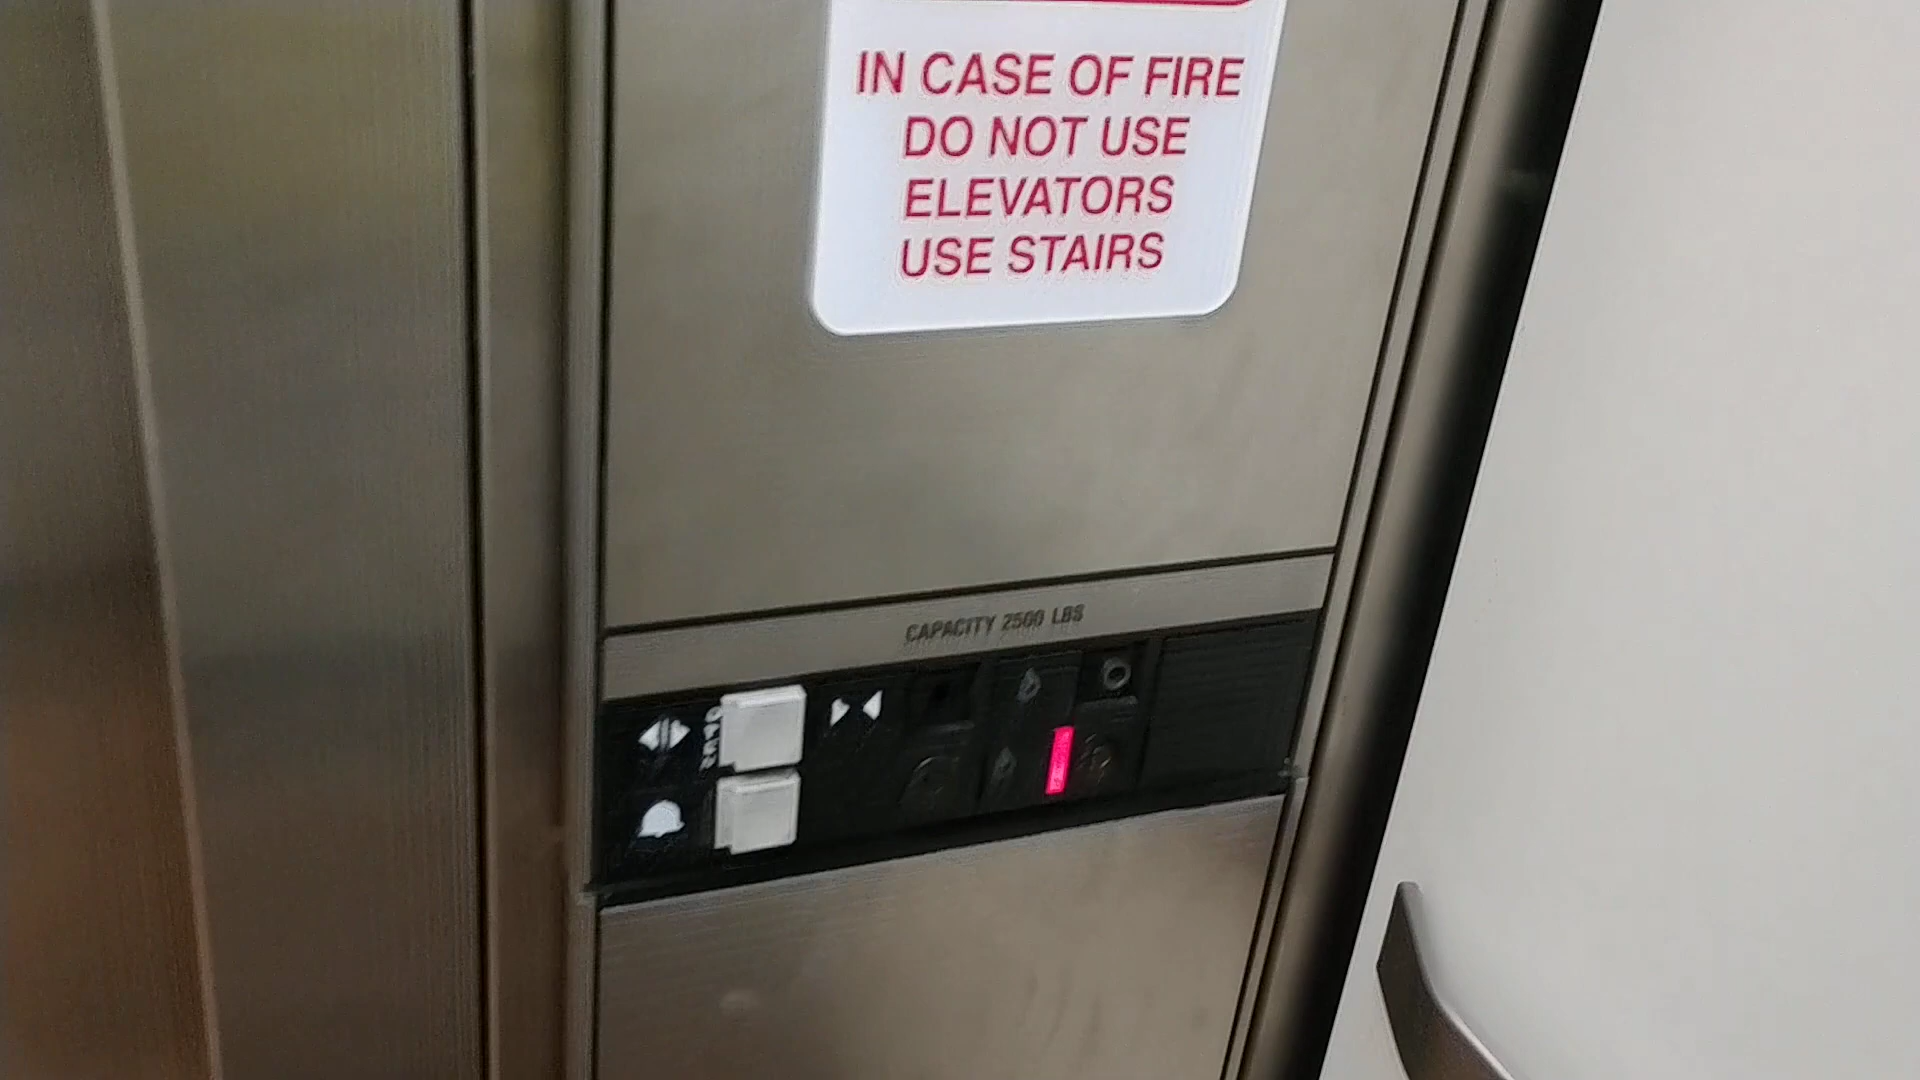 IN CASE OF FIRE
DO NOT USE
ELEVATORS
USE STAIRS
CAPACITY 2500 LBS